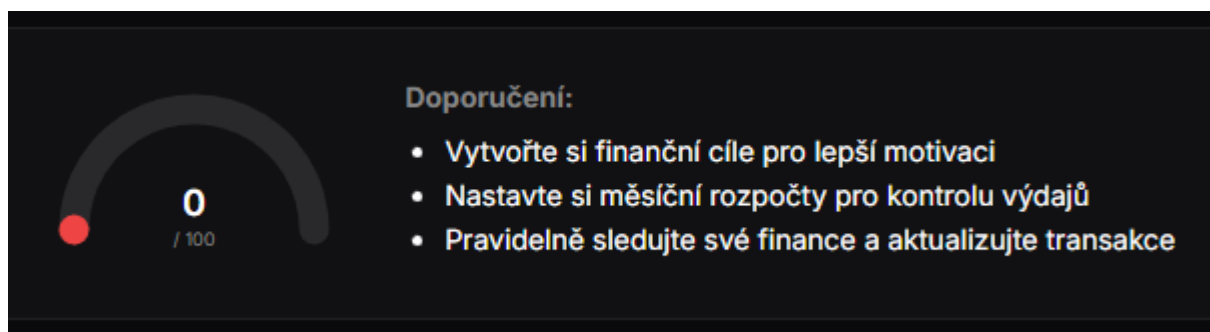 0
/ 100
Doporučení:
• Vytvořte si finanční cíle pro lepší motivaci
• Nastavte si měsíční rozpočty pro kontrolu výdajů
• Pravidelně sledujte své finance a aktualizujte transakce